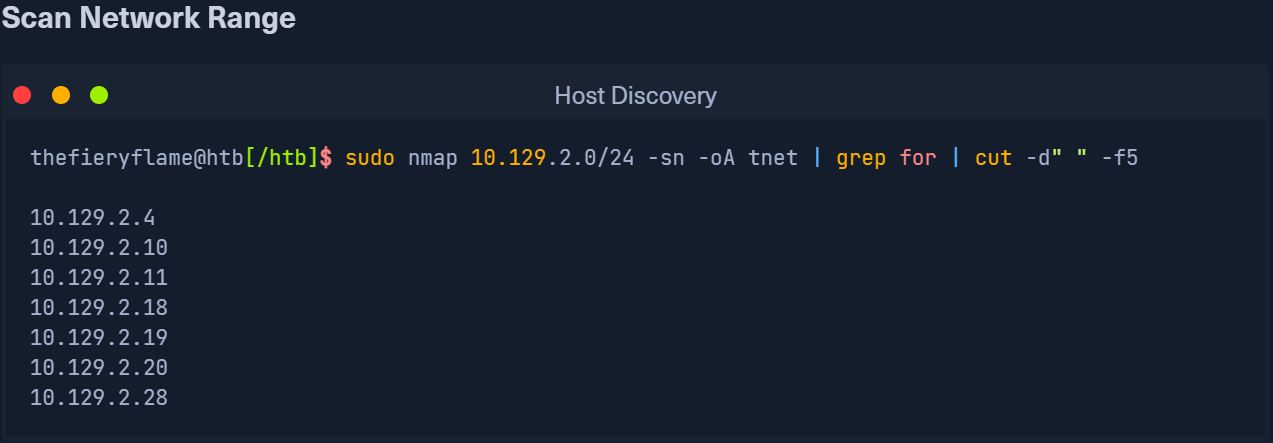 Scan Network Range
Host Discovery
thefieryflame@htb[/htb]$ sudo nmap 10.129.2.0/24 -sn -oA tnet | grep for | cut -d" " -f5
10.129.2.4
10.129.2.10
10.129.2.11
10.129.2.18
10.129.2.19
10.129.2.20
10.129.2.28